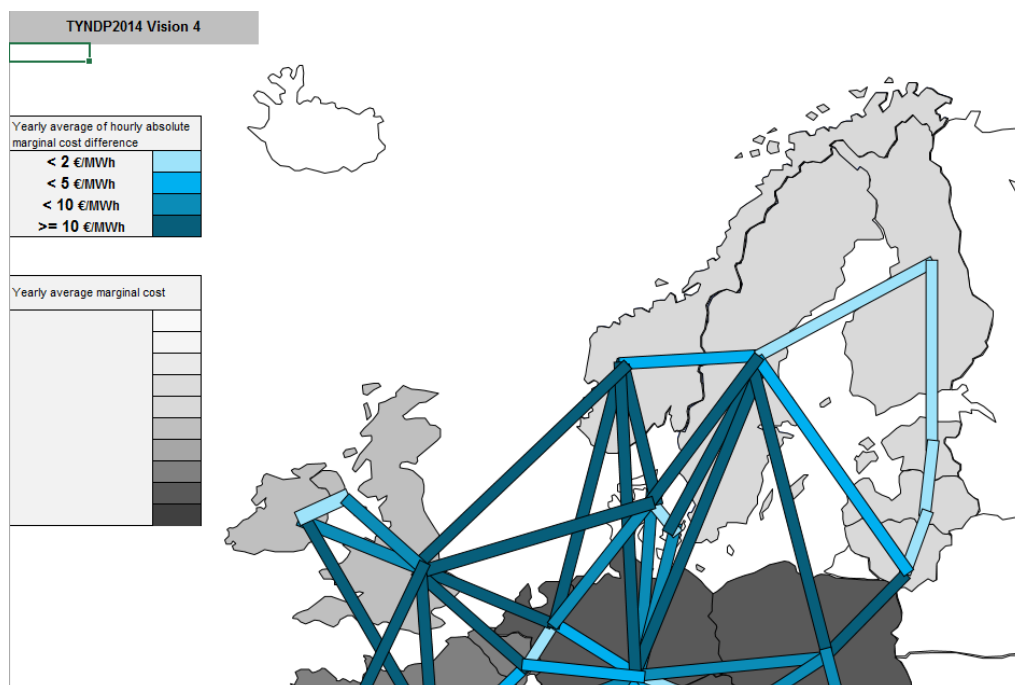 TYNDP2014 Vision 4
Yearly average of hourly absolute
marginal cost difference
< 2 €/MWh
< 5 €/MWh
< 10 €/MWh
>= 10 €/MWh
Yearly average marginal cost